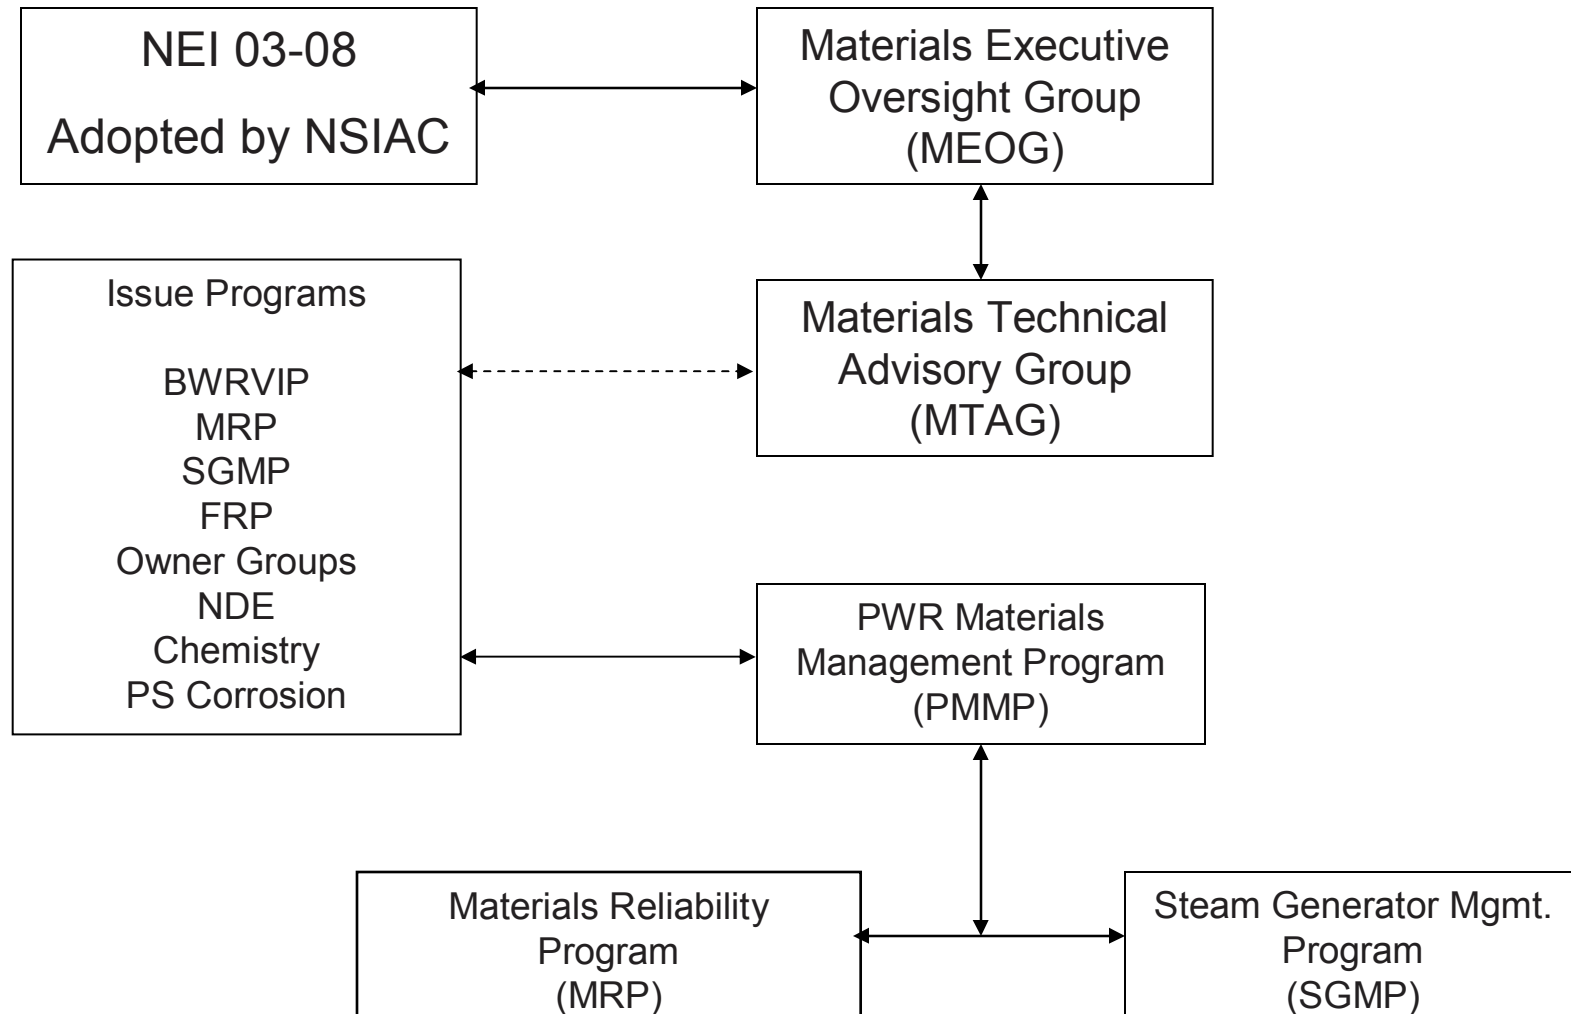 NEI 03-08
Adopted by NSIAC
Materials Executive
Oversight Group
(MEOG)
Issue Programs
BWRVIP
MRP
SGMP
FRP
Owner Groups
NDE
Chemistry
PS Corrosion
Materials Technical
Advisory Group
(MTAG)
PWR Materials
Management Program
(PMMP)
Materials Reliability
Program
(MRP)
Steam Generator Mgmt.
Program
(SGMP)